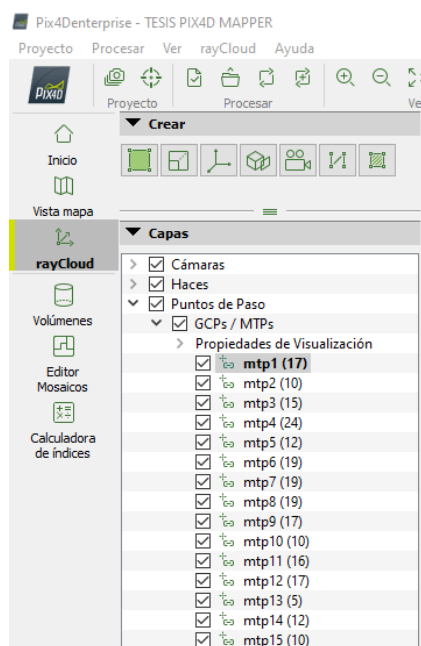 Pix4Denterprise - TESIS PIX4D MAPPER
Proyecto Procesar Ver rayCloud Ayuda
PIX4D
Proyecto Procesar Ve
Crear
Inicio
Vista mapa
Capas
rayCloud
Cámaras
Haces
Puntos de Paso
Volúmenes
GCPs / MTPs
Propiedades de Visualización
mtp1 (17)
Editor
Mosaicos
mtp2 (10)
mtp3 (15)
mtp4 (24)
Calculadora
de índices
mtp5 (12)
mtp6 (19)
mtp7 (19)
mtp8 (19)
mtp9 (17)
mtp10 (10)
mtp11 (16)
mtp12 (17)
mtp13 (5)
mtp14 (12)
mtp15 (10)